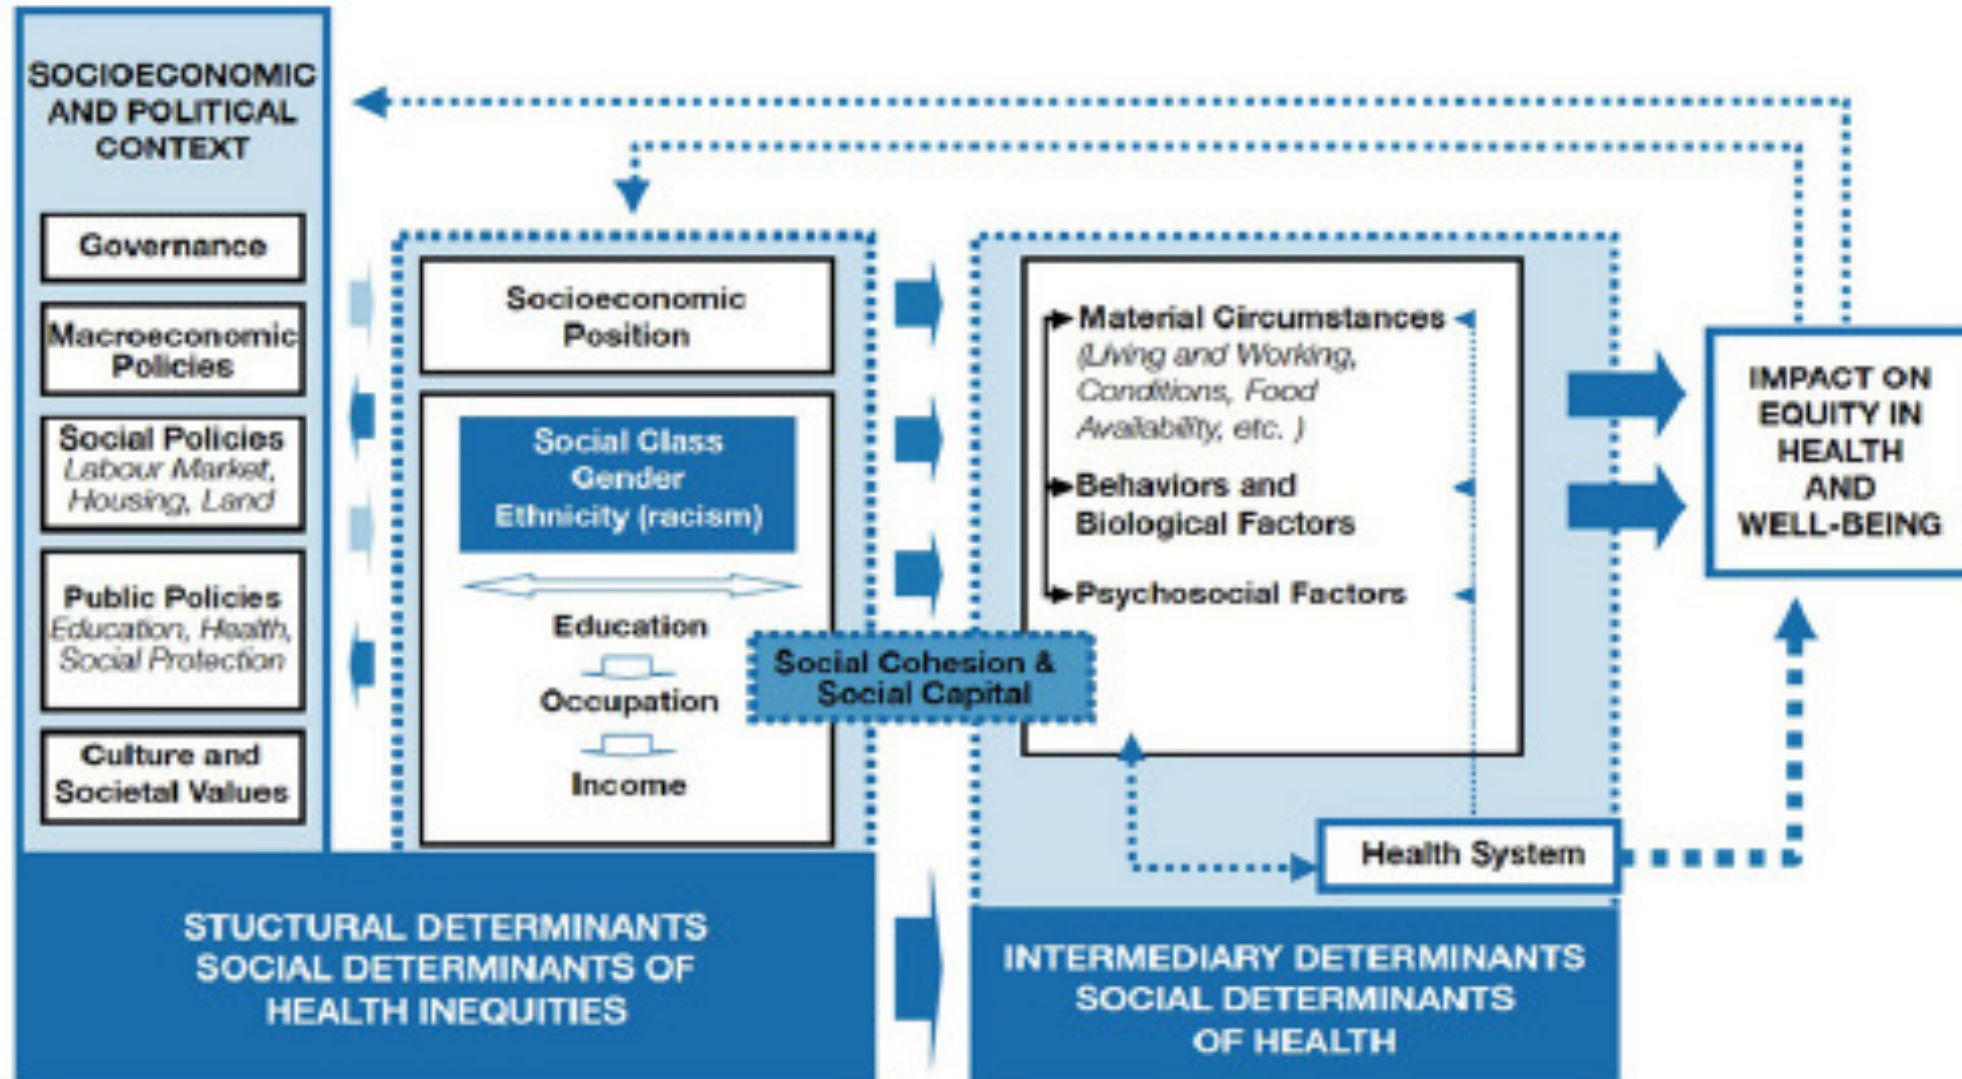 SOCIOECONOMIC
AND POLITICAL
CONTEXT
Governance
Macroeconomic
Policies
Social Policies
Labour Market,
Housing, Land
Public Policies
Education, Health,
Social Protection
Culture and
Societal Values
Socioeconomic
Position
Social Class
Gender
Ethnicity (racism)
Education
Occupation
Income
Social Cohesion &
Social Capital
Material Circumstances
(Living and Working,
Conditions, Food
Availability, etc. )
Behaviors and
Biological Factors
Psychosocial Factors
Health System
IMPACT ON
EQUITY IN
HEALTH
AND
WELL-BEING
STUCTURAL DETERMINANTS
SOCIAL DETERMINANTS OF
HEALTH INEQUITIES
INTERMEDIARY DETERMINANTS
SOCIAL DETERMINANTS
OF HEALTH